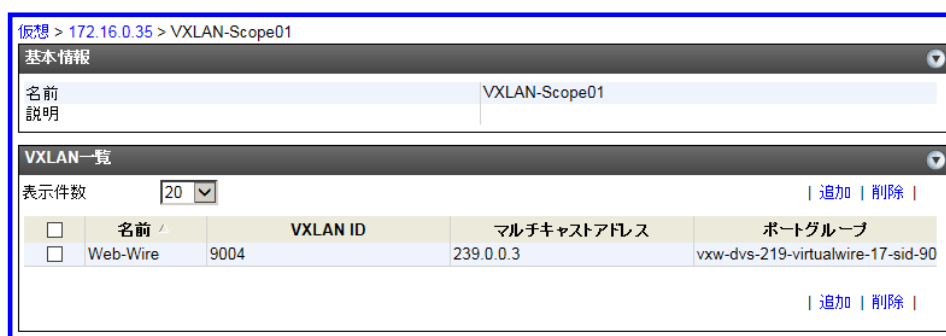 仮想 > 172.16.0.35 > VXLAN-Scope01
基本情報
名前 VXLAN-Scope01
説明
VXLAN一覧
表示件数 20 | 追加 | 削除 |
名前 VXLAN ID マルチキャストアドレス ポートグループ
Web-Wire 9004 239.0.0.3 vxw-dvs-219-virtualwire-17-sid-90
| 追加 | 削除 |